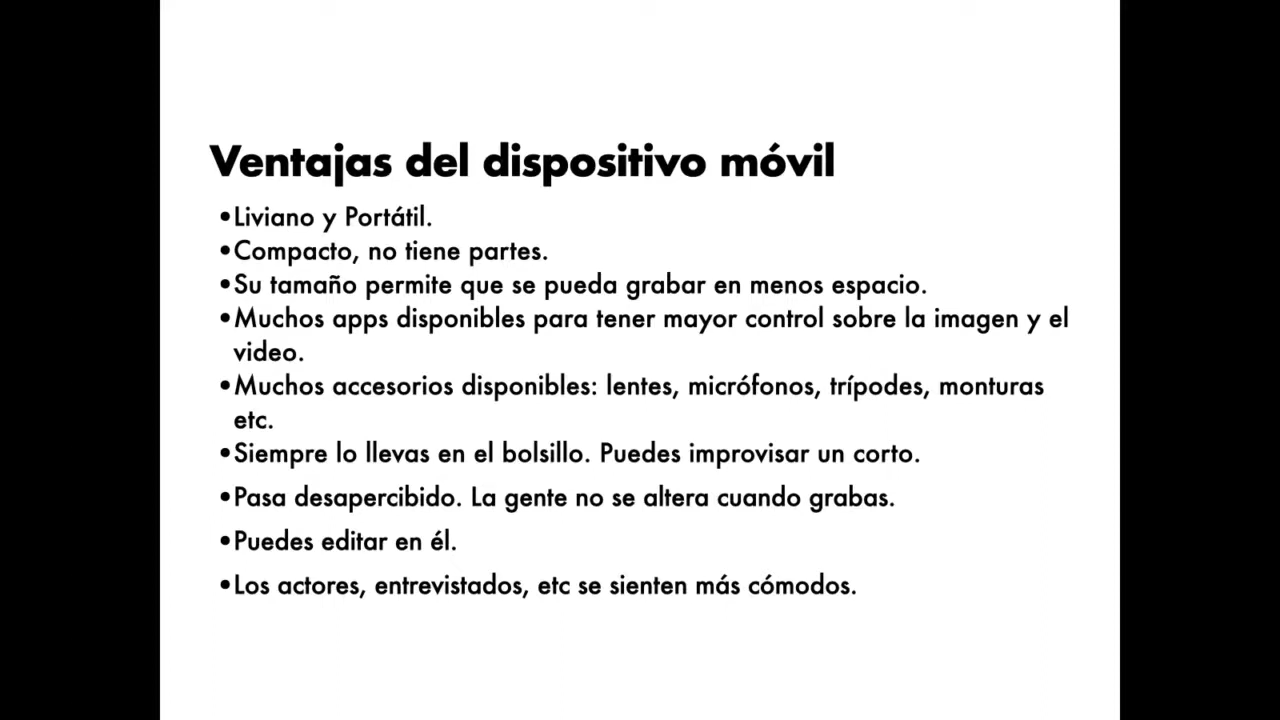 Ventajas del dispositivo móvil
•Liviano y Portátil.
•Compacto, no tiene partes.
•Su tamaño permite que se pueda grabar en menos espacio.
•Muchos apps disponibles para tener mayor control sobre la imagen y el
video.
•Muchos accesorios disponibles: lentes, micrófonos, trípodes, monturas
etc.
•Siempre lo llevas en el bolsillo. Puedes improvisar un corto.
•Pasa desapercibido. La gente no se altera cuando grabas.
•Puedes editar en él.
•Los actores, entrevistados, etc se sienten más cómodos.